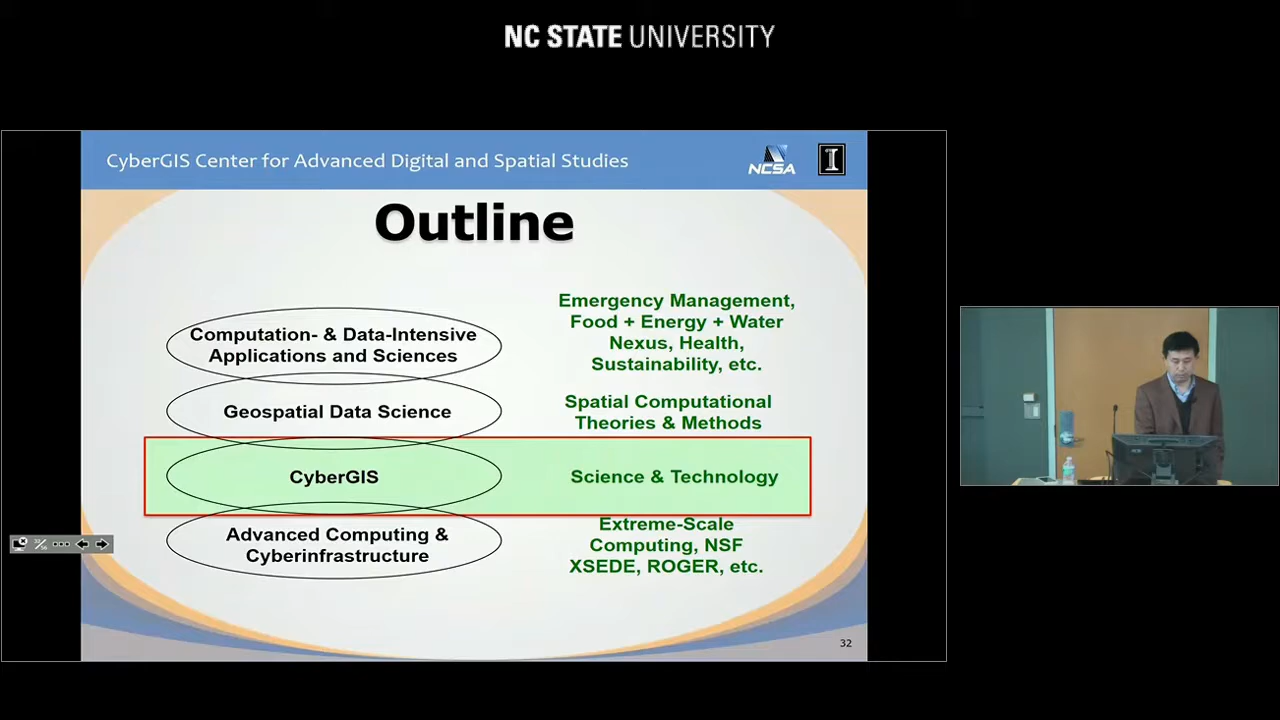 NC STATE UNIVERSITY
CyberGIS Center for Advanced Digital and Spatial Studies
NCSA
I
Outline
Computation- & Data-Intensive
Applications and Sciences
Emergency Management,
Food + Energy + Water
Nexus, Health,
Sustainability, etc.
Geospatial Data Science
Spatial Computational
Theories & Methods
CyberGIS
Science & Technology
Advanced Computing &
Cyberinfrastructure
Extreme-Scale
Computing, NSF
XSEDE, ROGER, etc.
32